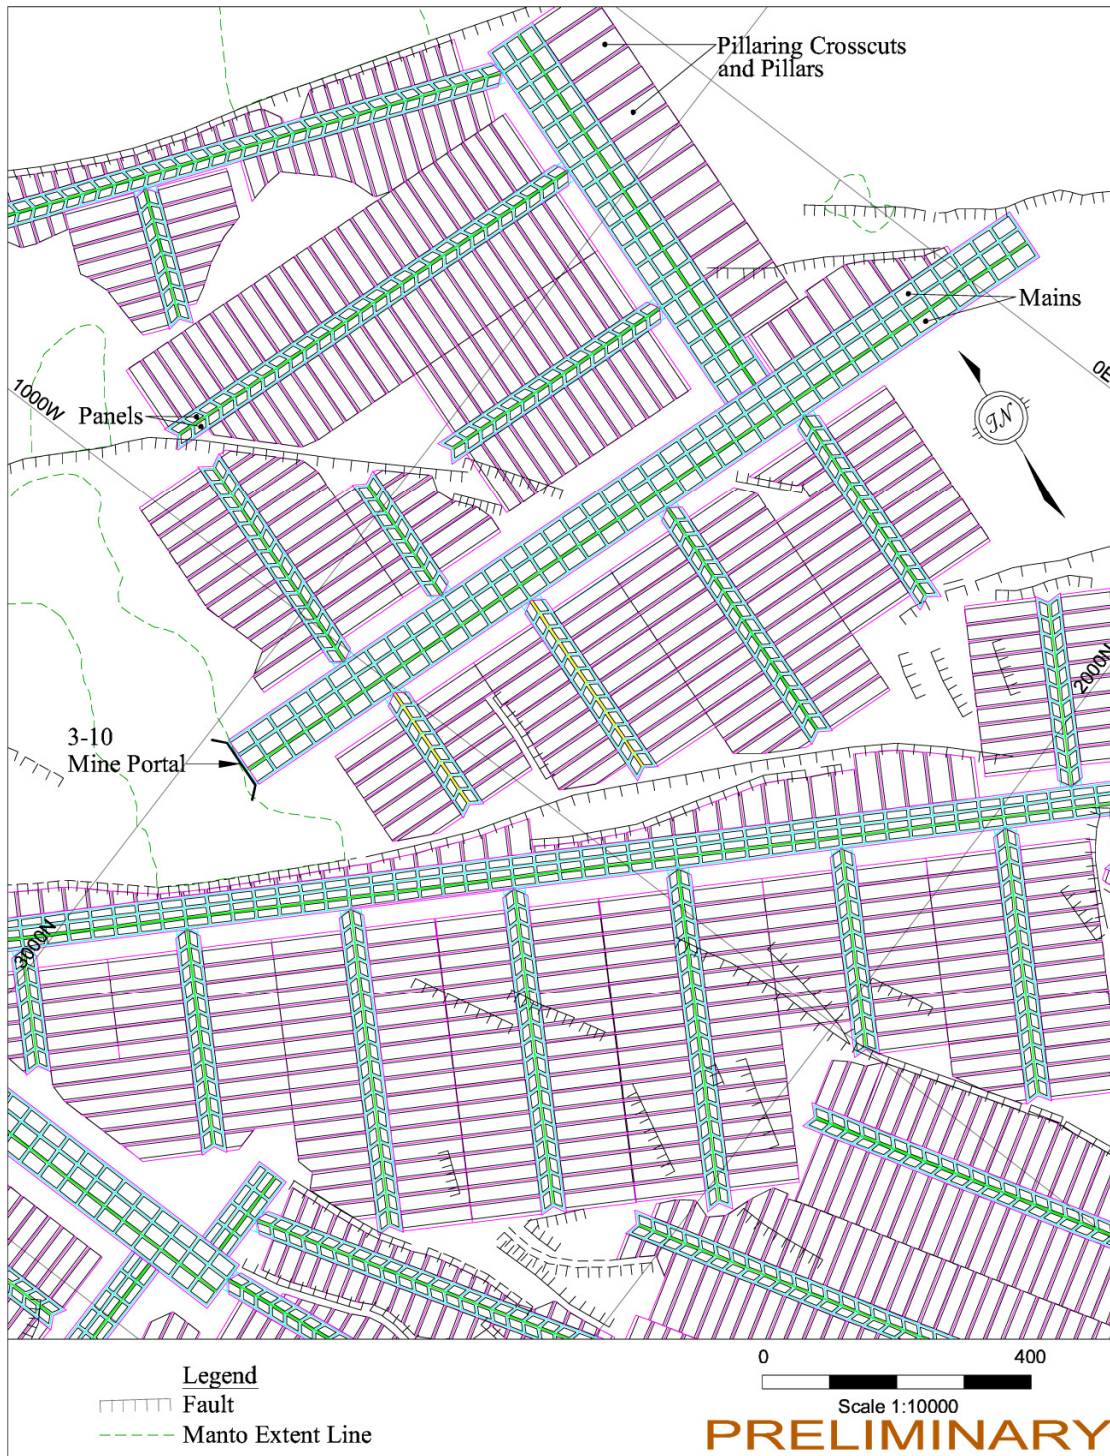 Pillaring Crosscuts
and Pillars
Mains
0E
1000W
Panels
TN
2000N
3-10
Mine Portal
3000N
Legend
Fault
Manto Extent Line
0 400
Scale 1:10000
PRELIMINARY